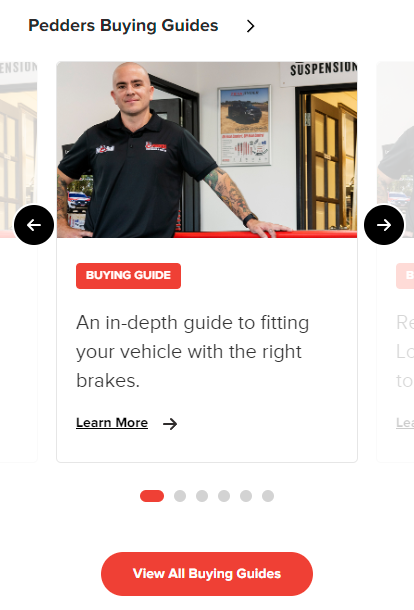 Pedders Buying Guides
SUSPENSION
BUYING GUIDE
An in-depth guide to fitting
your vehicle with the right
brakes.
Learn More
View All Buying Guides